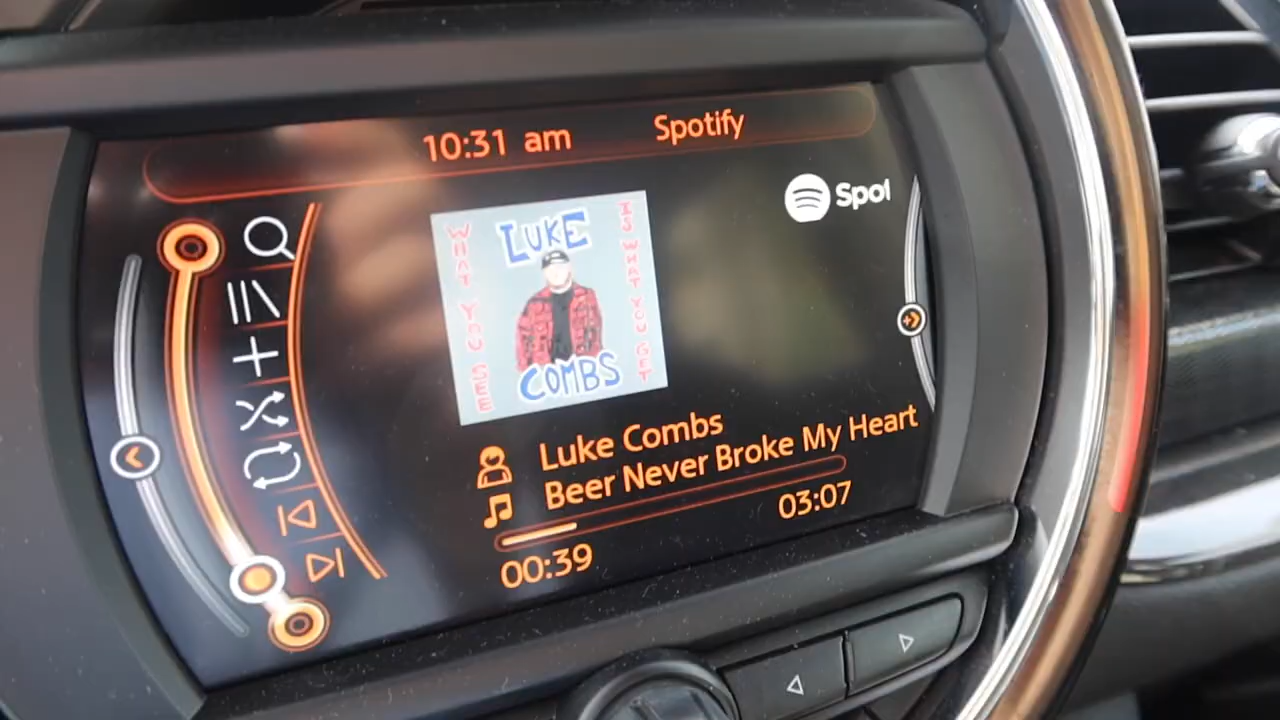 10:31 am
Spotify
Spot
WHAT YOU SEE
LUKE
COMBS
IS WHAT YOU GET
Luke Combs
Beer Never Broke My Heart
00:39
03:07